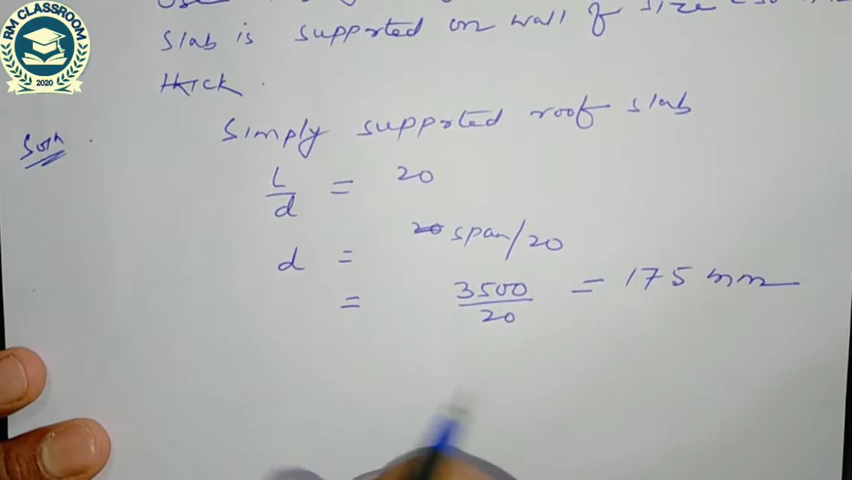 RM CLASSROOM
2020
Use
Slab is supported on wall of size
thick.
Soln.
Simply supported roof slab
L/d = 20
d = span/20
= 3500/20 = 175 mm